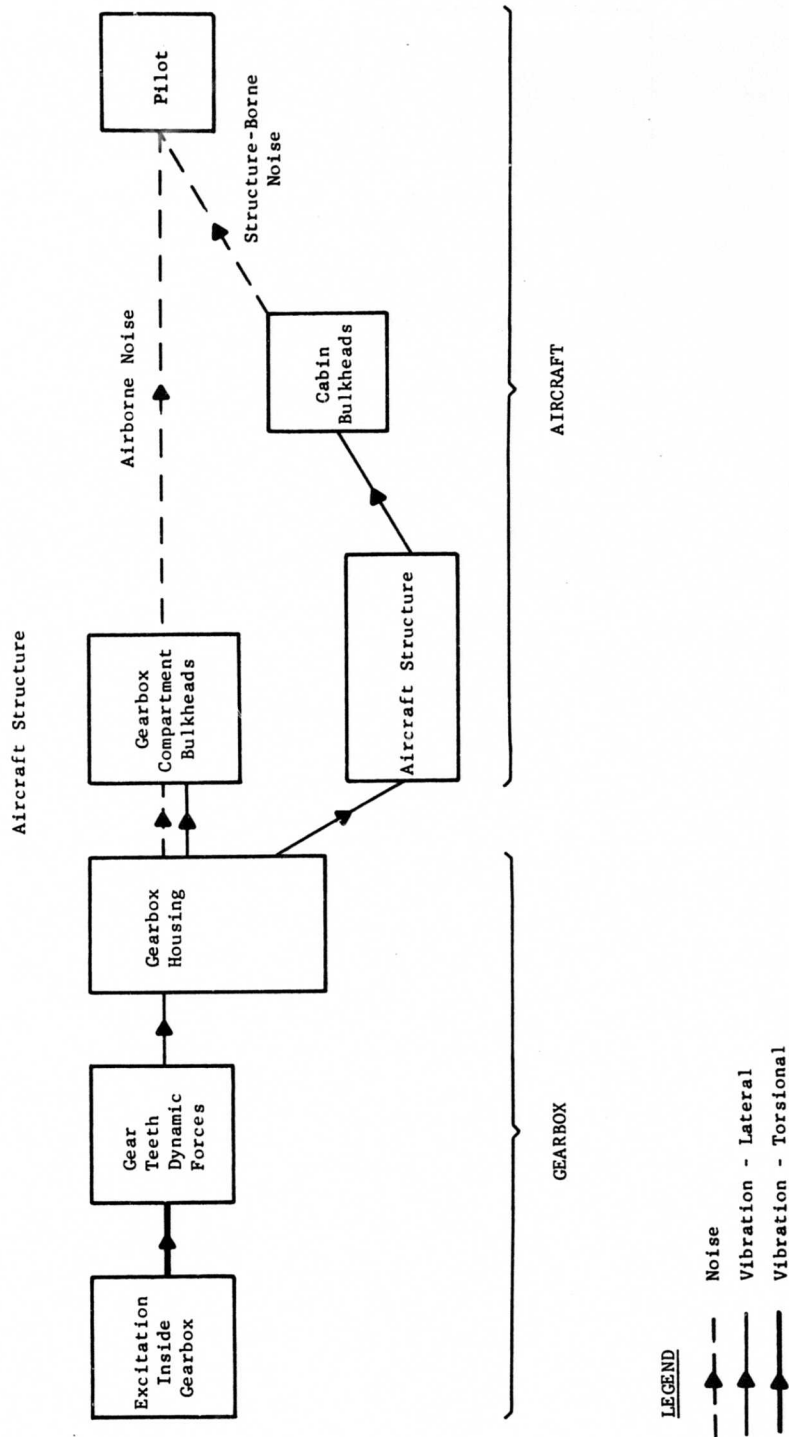 Aircraft Structure
Excitation
Inside
Gearbox
Gear
Teeth
Dynamic
Forces
Gearbox
Housing
Gearbox
Compartment
Bulkheads
Airborne Noise
Pilot
Aircraft Structure
Cabin
Bulkheads
Structure-Borne
Noise
GEARBOX
AIRCRAFT
LEGEND
Noise
Vibration - Lateral
Vibration - Torsional